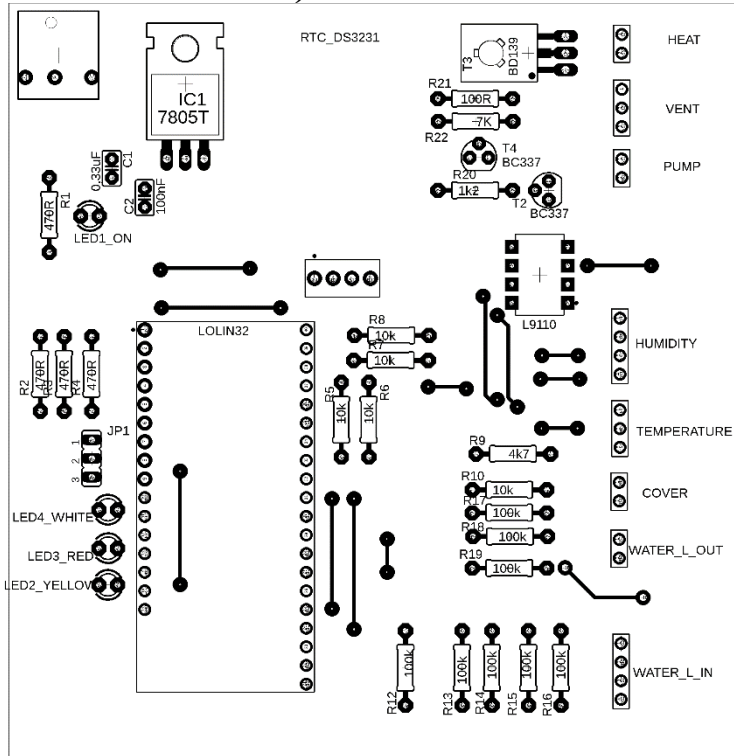 RTC_DS3231
T3
BD139
HEAT
IC1
7805T
R21
100R
7K
R22
VENT
T4
BC337
PUMP
R20
1k2
T2
BC337
0,33uF
C1
C2
100nF
R1
470R
LED1_ON
L9110
LOLIN32
R8
10k
R7
10k
HUMIDITY
R2
470R
R3
470R
R4
470R
R5
10k
R6
10k
JP1
1
2
3
TEMPERATURE
R9
4k7
R10
10k
R17
100k
COVER
LED4_WHITE
R18
100k
LED3_RED
WATER_L_OUT
R19
100k
LED2_YELLOW
R12
100k
R13
100k
R14
100k
R15
100k
R16
100k
WATER_L_IN